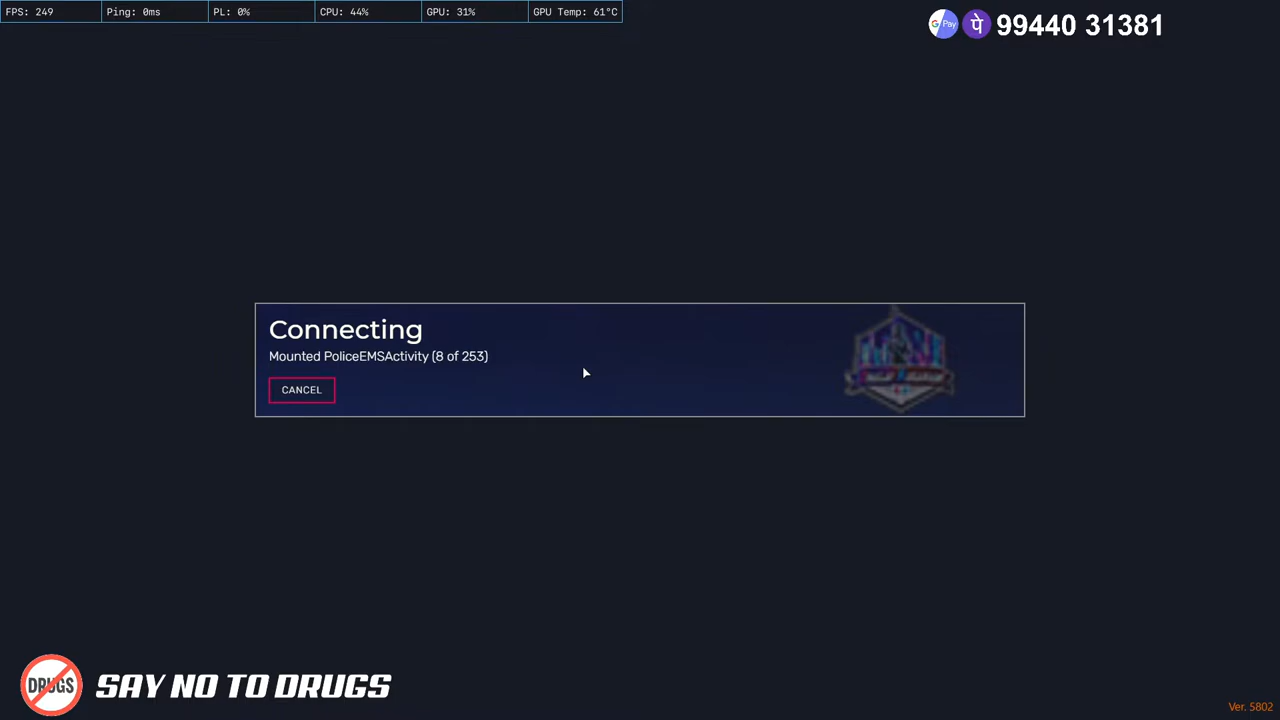 FPS: 249 Ping: 0ms PL: 0% CPU: 44% GPU: 31% GPU Temp: 61°C
G Pay पे 99440 31381
Connecting
Mounted PoliceEMSActivity (8 of 253)
CANCEL
DRUGS SAY NO TO DRUGS
Ver. 5802